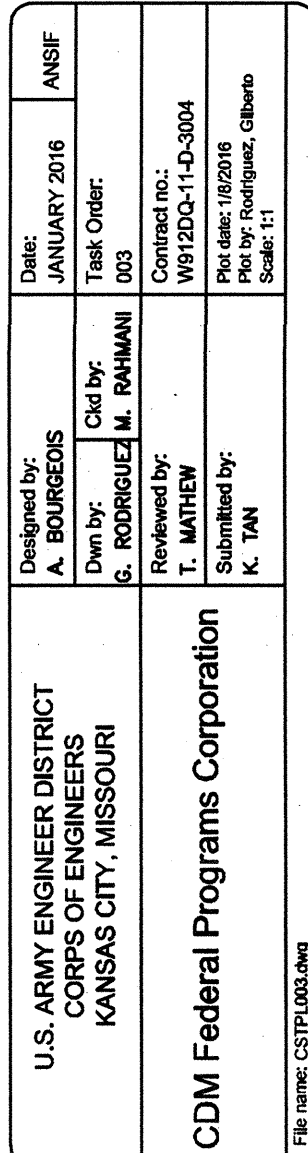 U.S. ARMY ENGINEER DISTRICT
CORPS OF ENGINEERS
KANSAS CITY, MISSOURI
CDM Federal Programs Corporation
File name: CSTPL003.dwg
Designed by:
A. BOURGEOIS
Dwn by:
G. RODRIGUEZ
Ckd by:
M. RAHMANI
Reviewed by:
T. MATHEW
Submitted by:
K. TAN
Date:
JANUARY 2016
ANSIF
Task Order:
003
Contract no.:
W912DQ-11-D-3004
Plot date: 1/8/2016
Plot by: Rodriguez, Gilberto
Scale: 1:1